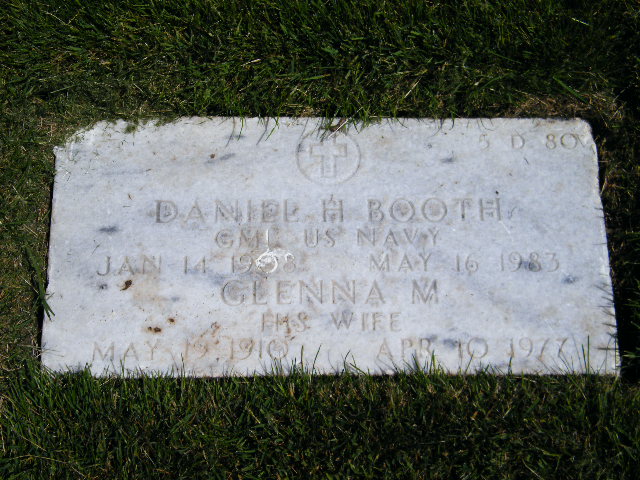 5 D 80
DANIEL H BOOTH
GM1 US NAVY
JAN 14 1908 MAY 16 1983
GLENNA M
HIS WIFE
MAY 19 1910 APR 10 1977